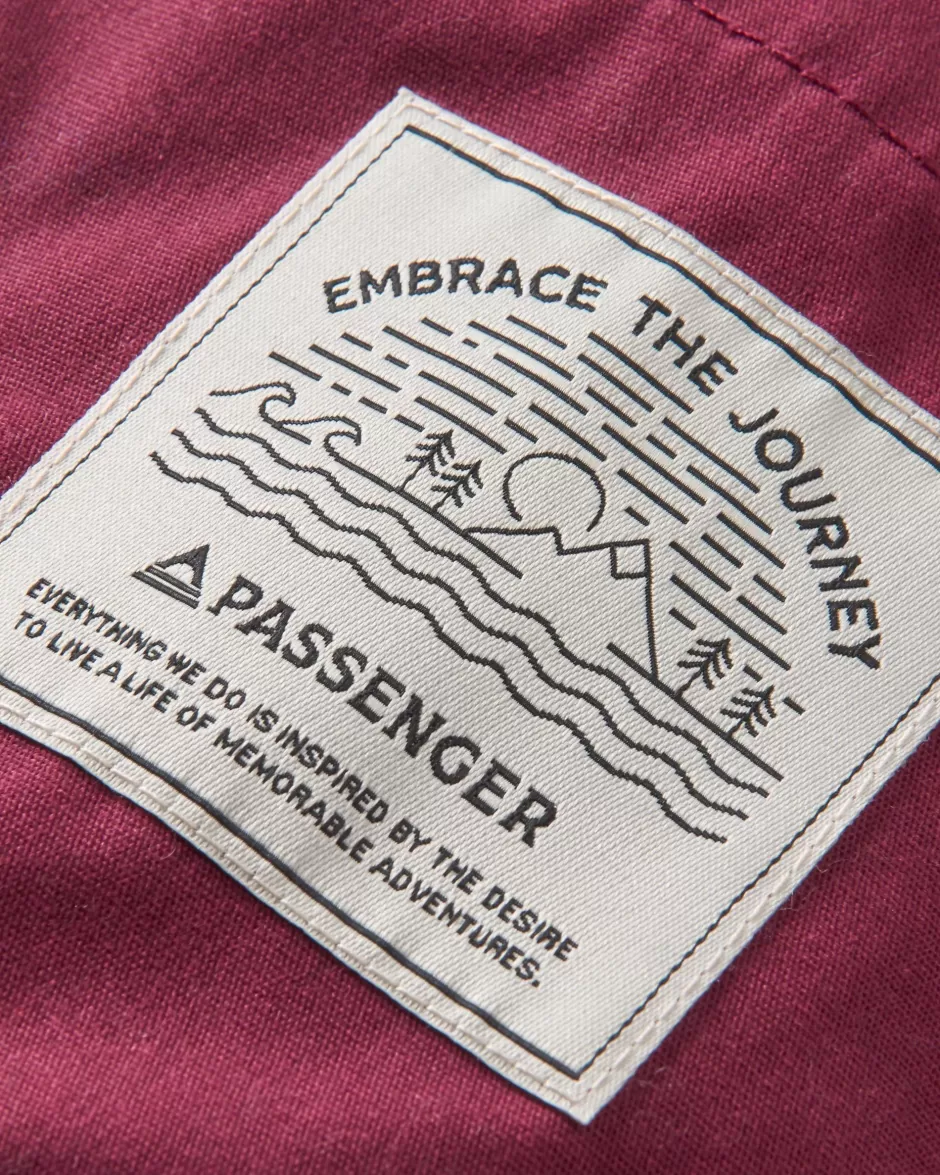 EMBRACE THE JOURNEY
PASSENGER
EVERYTHING WE DO IS INSPIRED BY THE DESIRE
TO LIVE A LIFE OF MEMORABLE ADVENTURES.